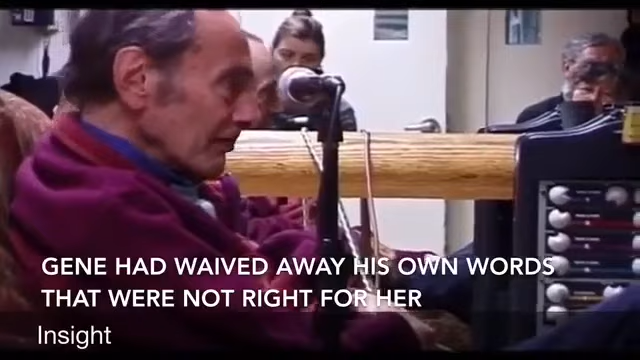 GENE HAD WAIVED AWAY HIS OWN WORDS
THAT WERE NOT RIGHT FOR HER
Insight